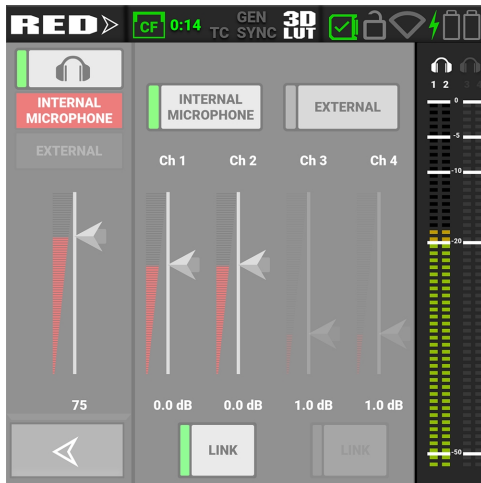 RED
CF 0:14 TC GEN SYNC 3D LUT
1 2 3 4
INTERNAL
MICROPHONE
EXTERNAL
INTERNAL
MICROPHONE
EXTERNAL
Ch 1 Ch 2 Ch 3 Ch 4
0
-5
-10
-20
-50
75 0.0 dB 0.0 dB 1.0 dB 1.0 dB
LINK LINK